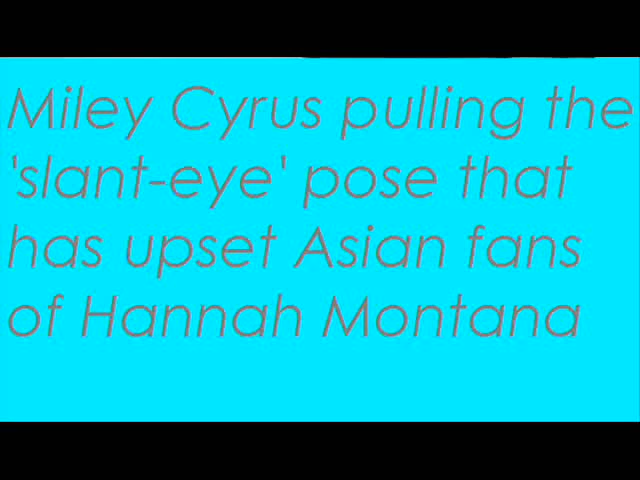 Miley Cyrus pulling the
'slant-eye' pose that
has upset Asian fans
of Hannah Montana